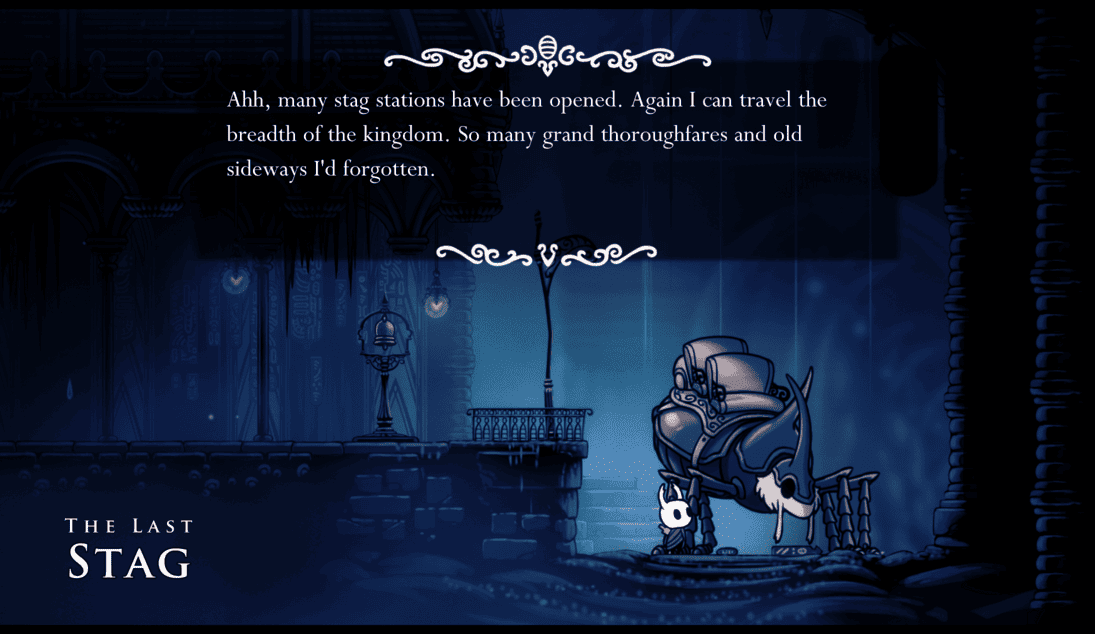 Ahh, many stag stations have been opened. Again I can travel the
breadth of the kingdom. So many grand thoroughfares and old
sideways I'd forgotten.
The Last
Stag